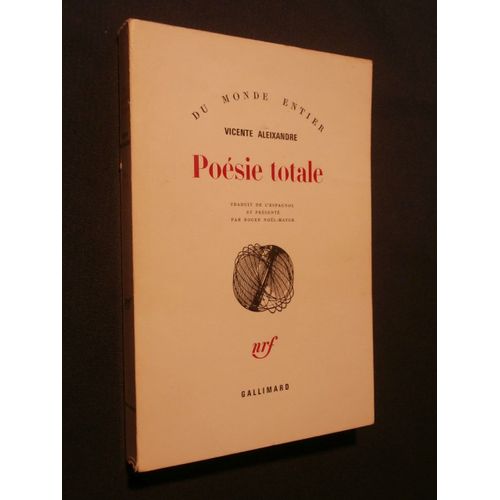 DU MONDE ENTIER
VICENTE ALEIXANDRE
Poésie totale
TRADUIT DE L'ESPAGNOL
ET PRÉSENTÉ
PAR ROGER NOËL-MAYER
nrf
GALLIMARD